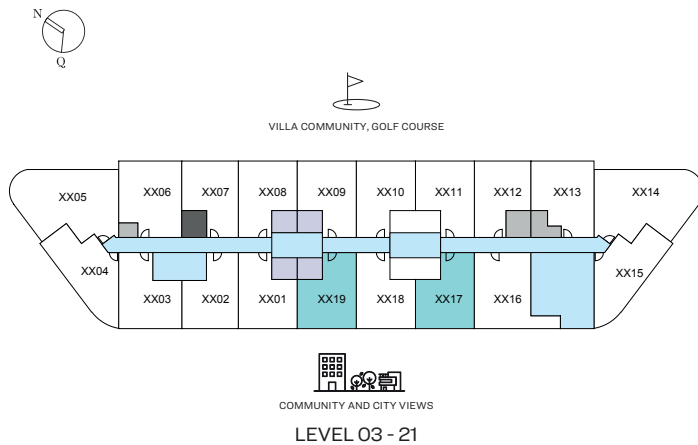 N
Q
VILLA COMMUNITY, GOLF COURSE
XX05
XX06
XX07
XX08
XX09
XX10
XX11
XX12
XX13
XX14
XX04
XX03
XX02
XX01
XX19
XX18
XX17
XX16
XX15
COMMUNITY AND CITY VIEWS
LEVEL 03 - 21